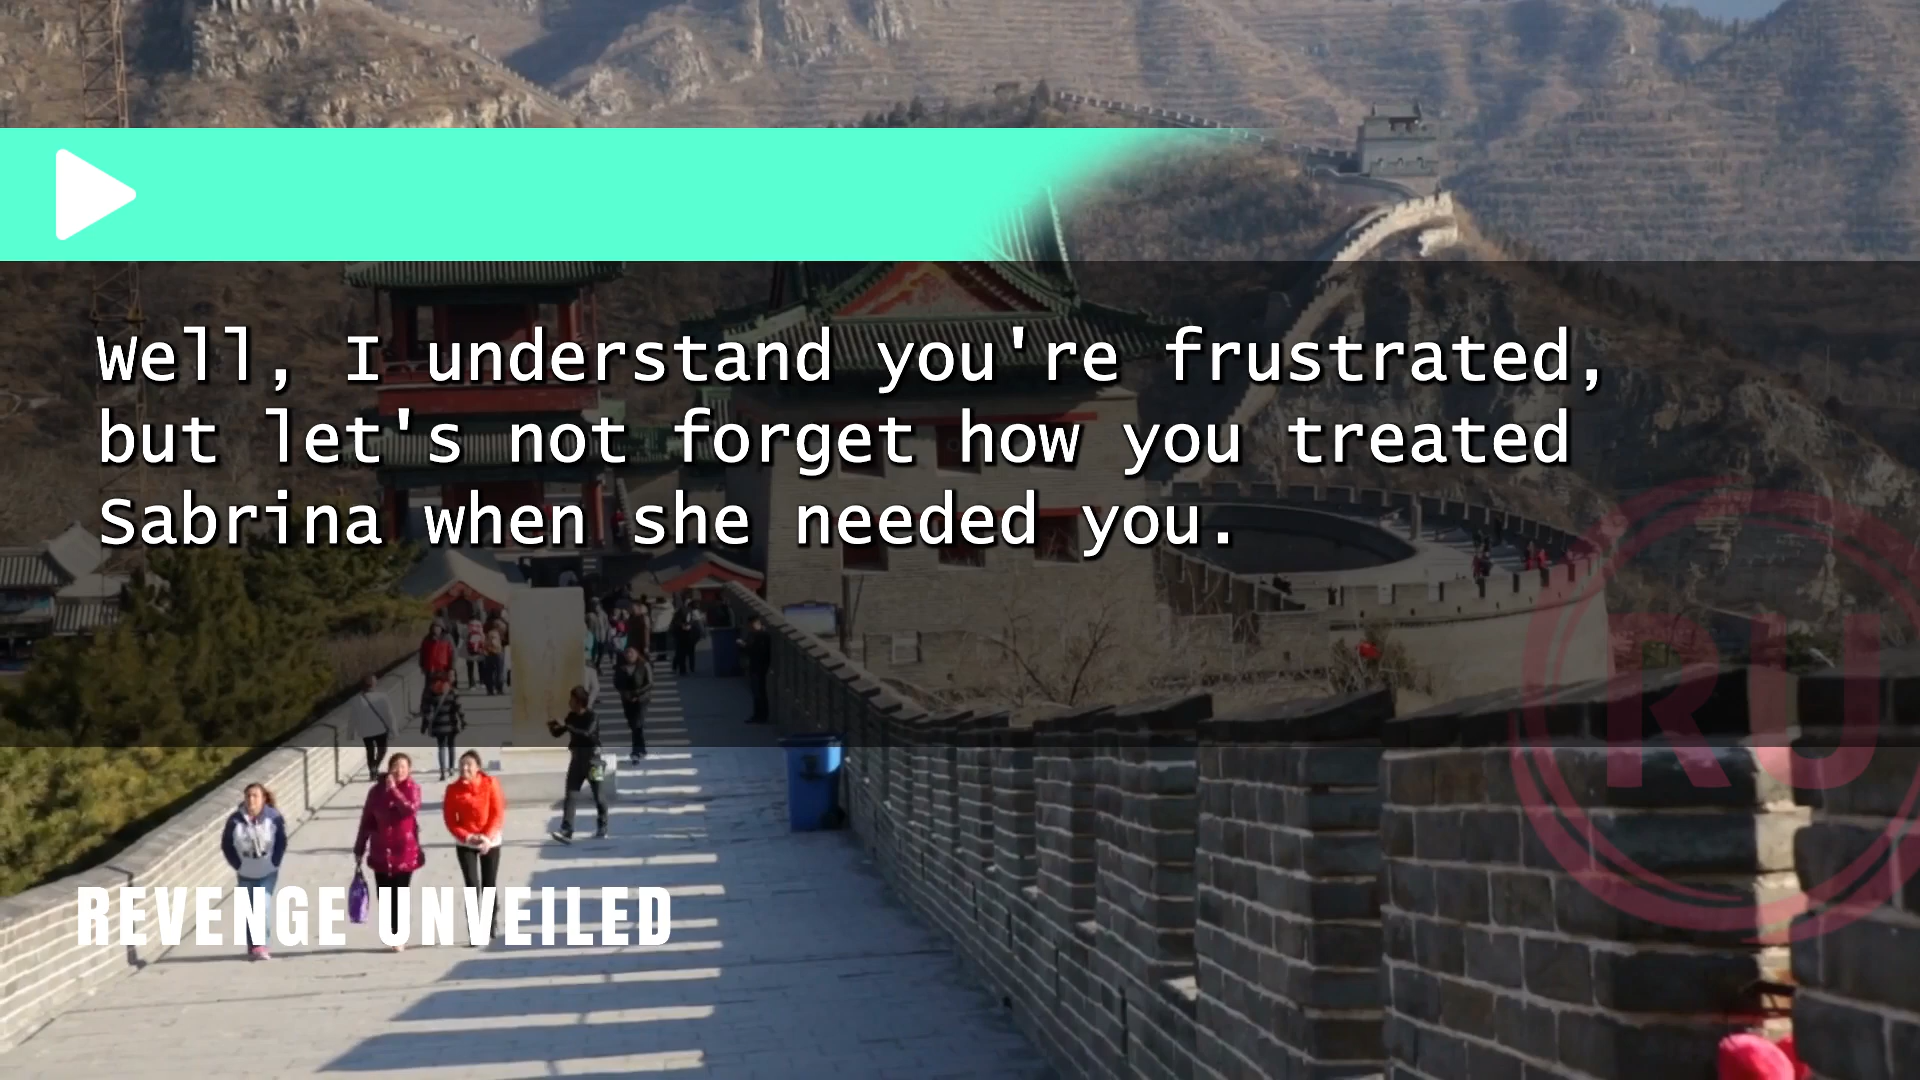 Well, I understand you're frustrated,
but let's not forget how you treated
Sabrina when she needed you.
RU
REVENGE UNVEILED